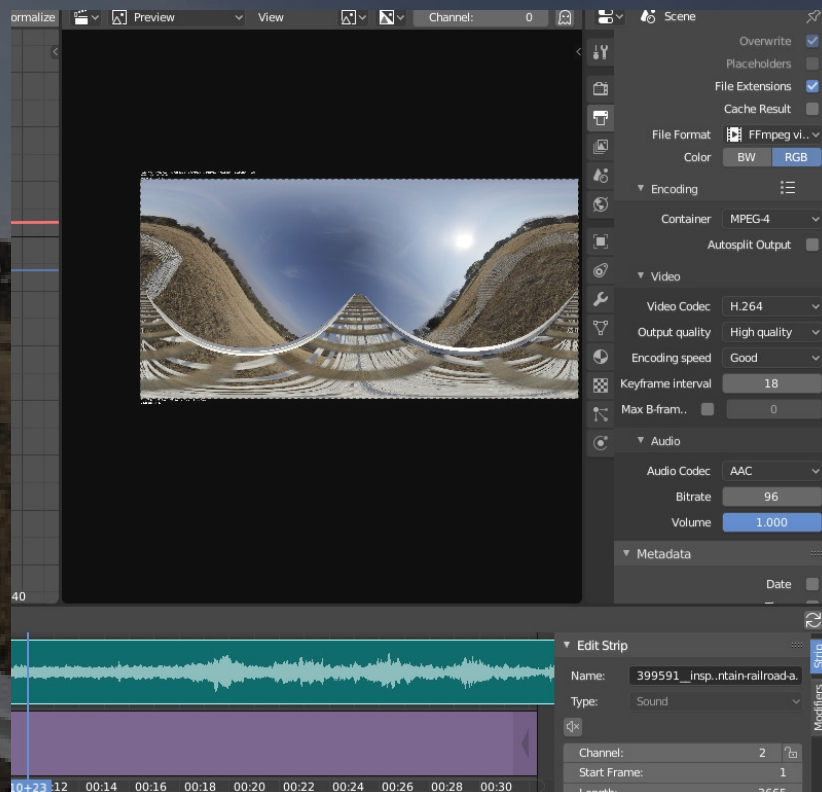 ormalize
Preview
View
Channel: 0
Scene
Overwrite
Placeholders
File Extensions
Cache Result
File Format FFmpeg vi..
Color BW RGB
Encoding
Container MPEG-4
Autosplit Output
Video
Video Codec H.264
Output quality High quality
Encoding speed Good
Keyframe interval 18
Max B-fram.. 0
Audio
Audio Codec AAC
Bitrate 96
Volume 1.000
Metadata
Date
40
Edit Strip
Strip
Name: 399591__insp..ntain-railroad-a.
Type: Sound
Modifiers
Channel: 2
Start Frame: 1
Length: 2665
10+23 :12 00:14 00:16 00:18 00:20 00:22 00:24 00:26 00:28 00:30